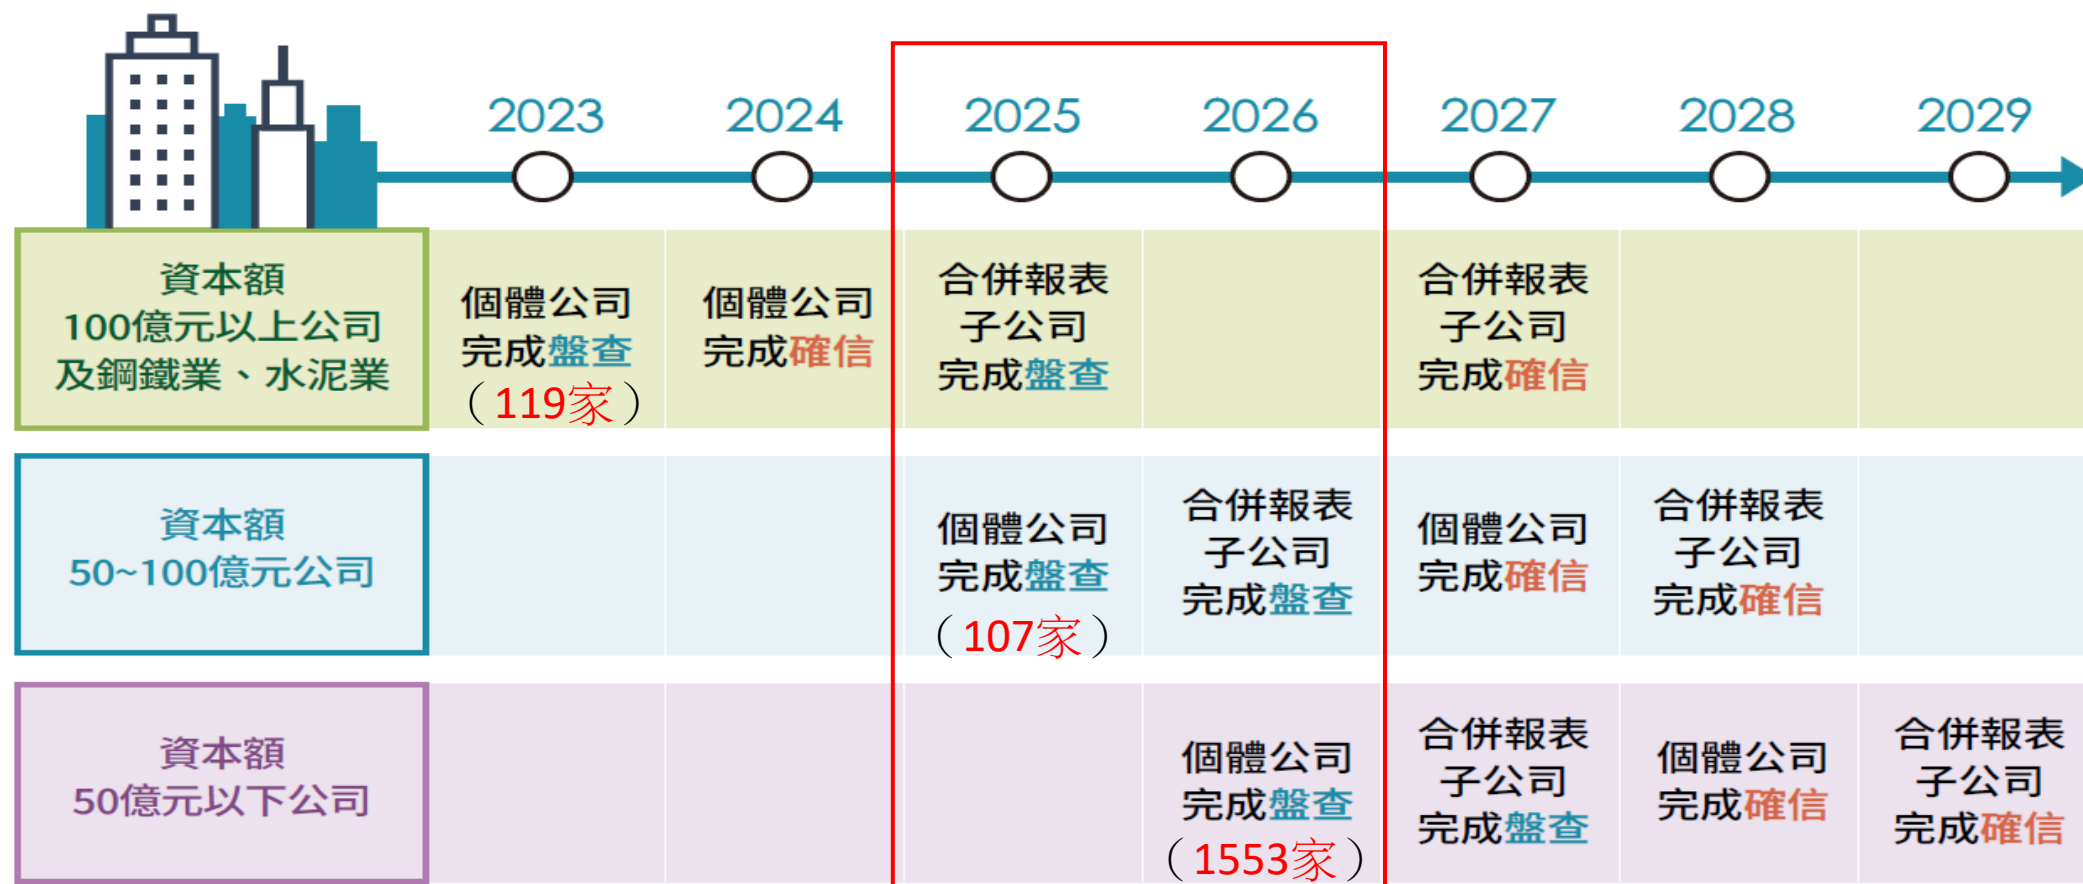 2023
2024
2025
2026
2027
2028
2029
資本額
100億元以上公司
及鋼鐵業、水泥業
個體公司
完成盤查
（119家）
個體公司
完成確信
合併報表
子公司
完成盤查
合併報表
子公司
完成確信
資本額
50~100億元公司
個體公司
完成盤查
（107家）
合併報表
子公司
完成盤查
個體公司
完成確信
合併報表
子公司
完成確信
資本額
50億元以下公司
個體公司
完成盤查
（1553家）
合併報表
子公司
完成盤查
個體公司
完成確信
合併報表
子公司
完成確信